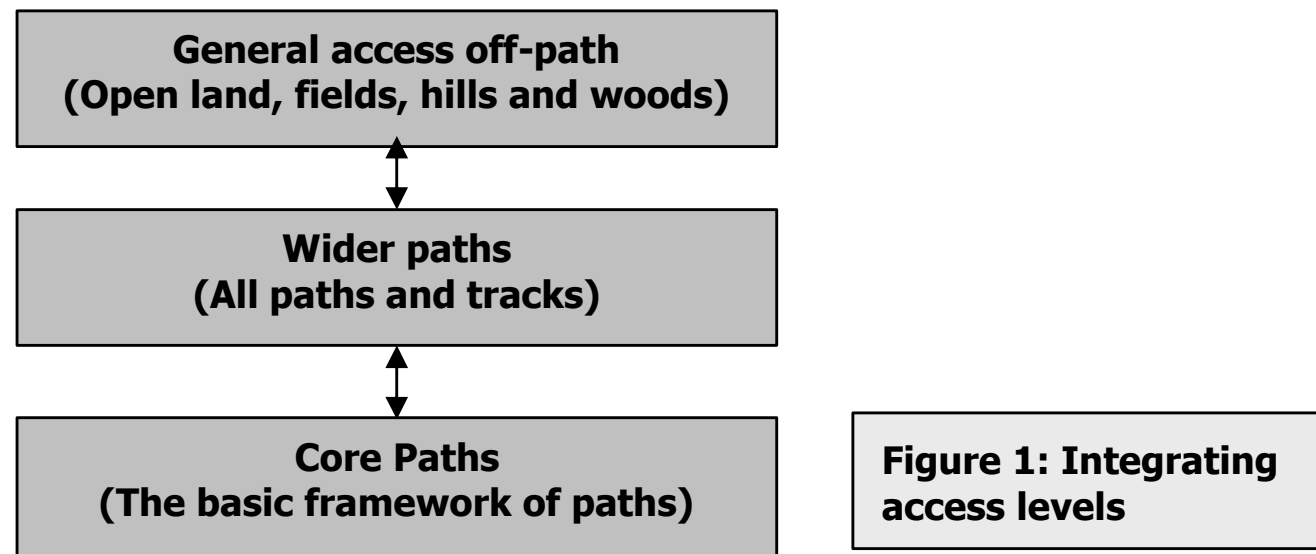 General access off-path
(Open land, fields, hills and woods)
Wider paths
(All paths and tracks)
Core Paths
(The basic framework of paths)
Figure 1: Integrating
access levels